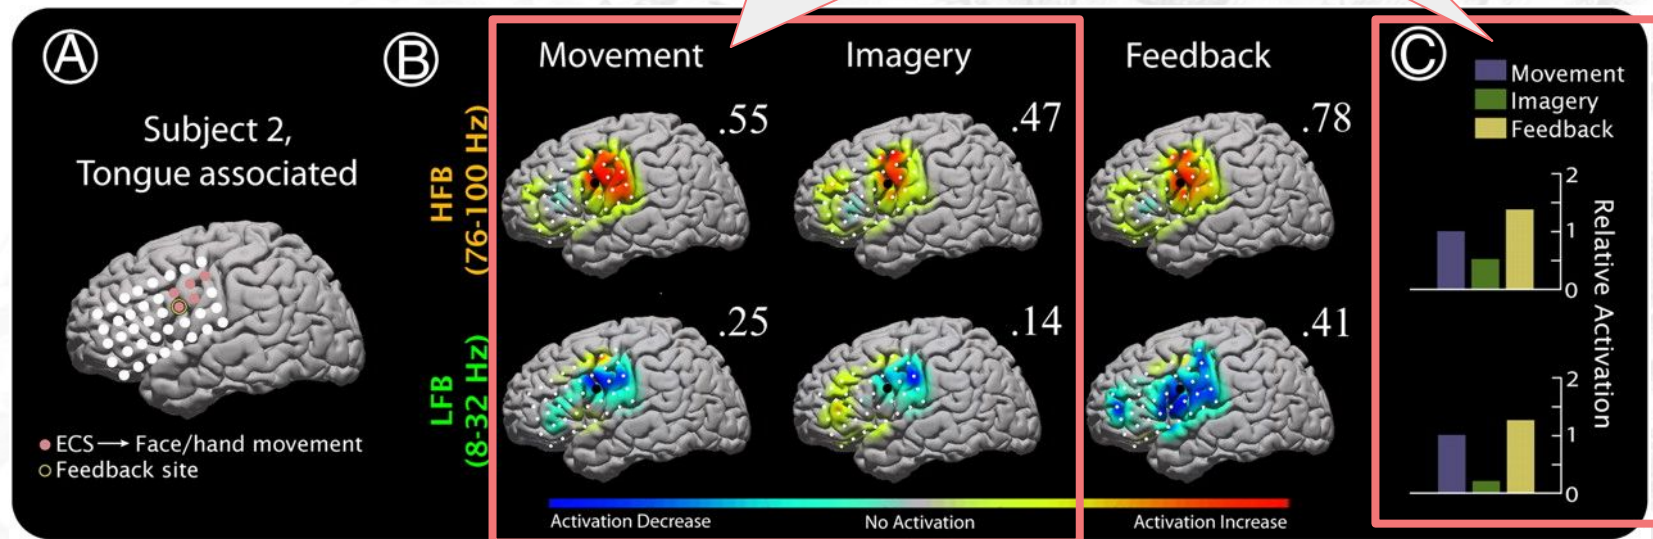 A
Subject 2,
Tongue associated
ECS → Face/hand movement
Feedback site
B
Movement Imagery Feedback
HFB
(76-100 Hz)
.55 .47 .78
LFB
(8-32 Hz)
.25 .14 .41
Activation Decrease No Activation Activation Increase
C
Movement
Imagery
Feedback
2
1
0
2
1
0
Relative Activation